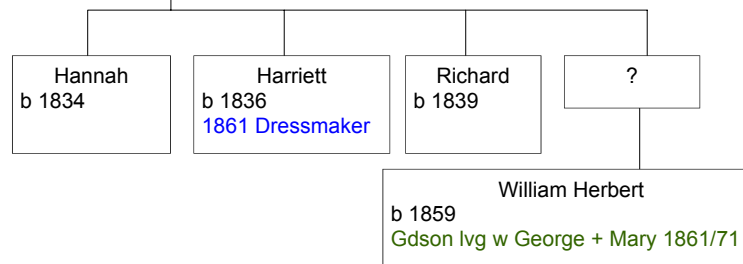 Hannah
b 1834
Harriett
b 1836
1861 Dressmaker
Richard
b 1839
?
William Herbert
b 1859
Gdson lvg w George + Mary 1861/71